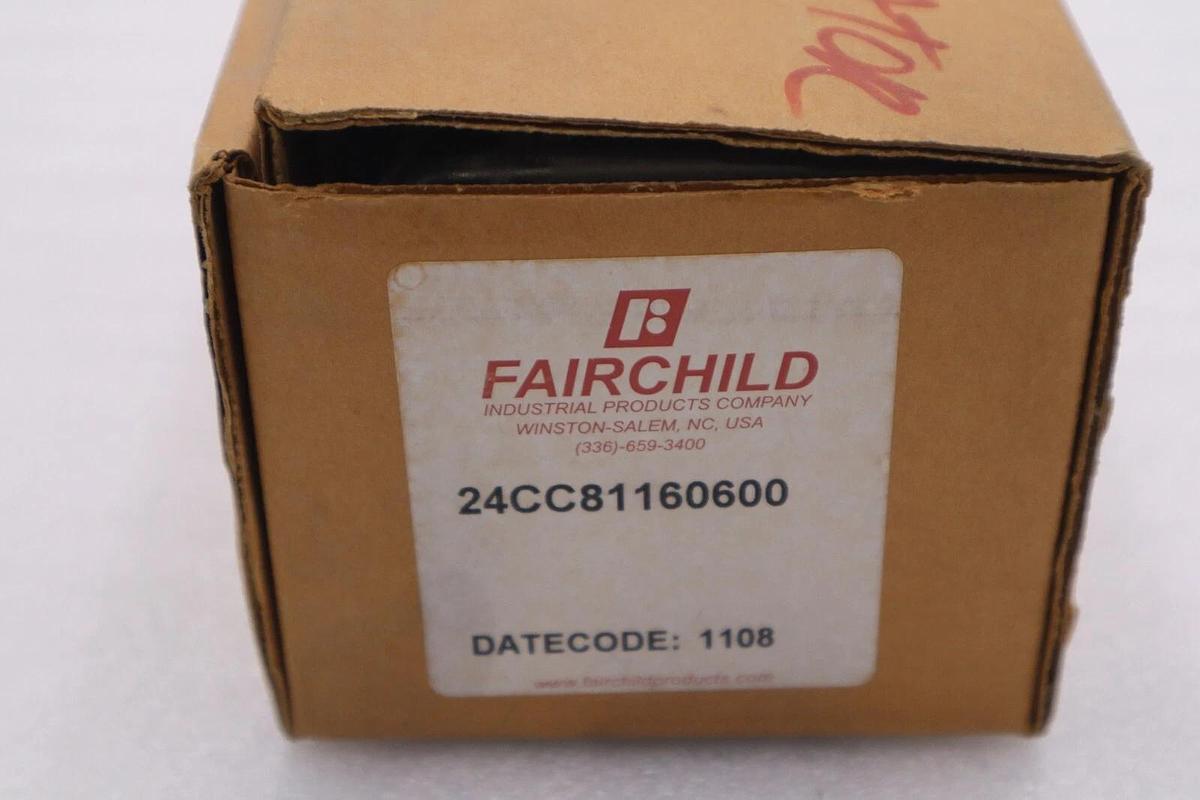 FAIRCHILD
INDUSTRIAL PRODUCTS COMPANY
WINSTON-SALEM, NC, USA
(336)-659-3400
24CC81160600
DATECODE: 1108
www.fairchildproducts.com